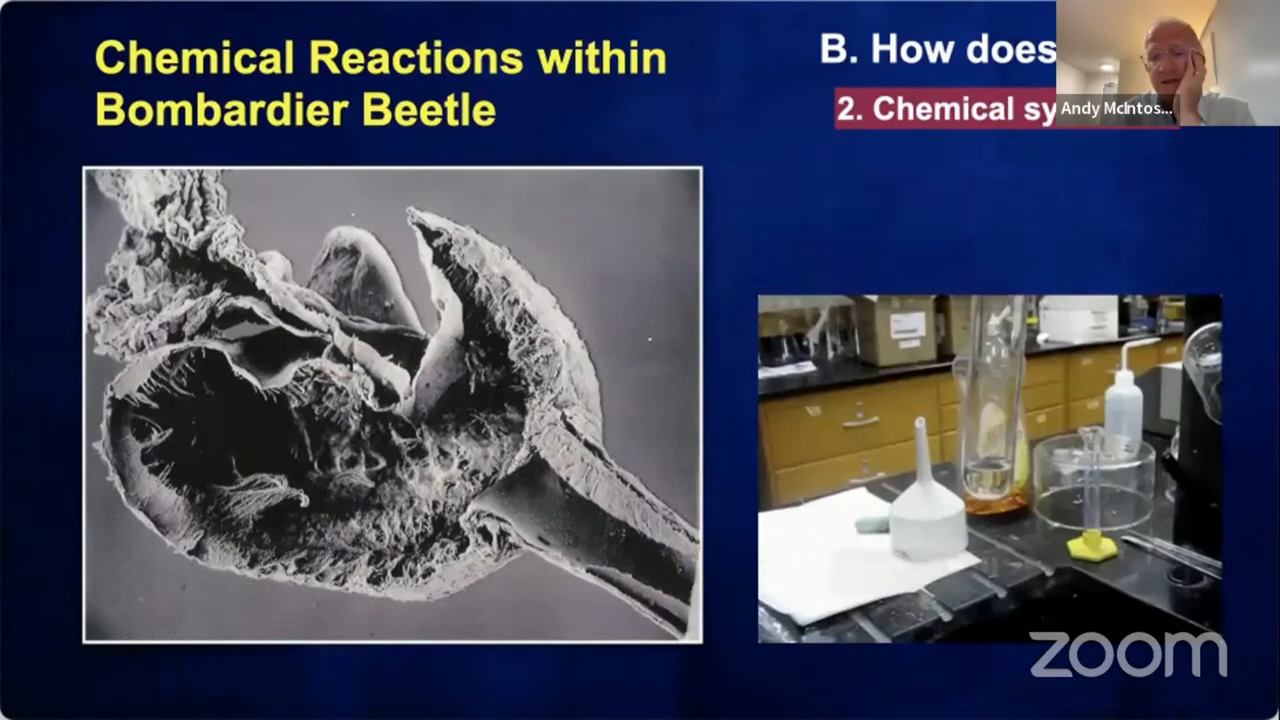 Chemical Reactions within
Bombardier Beetle
B. How does
2. Chemical sy
Andy McIntos...
zoom